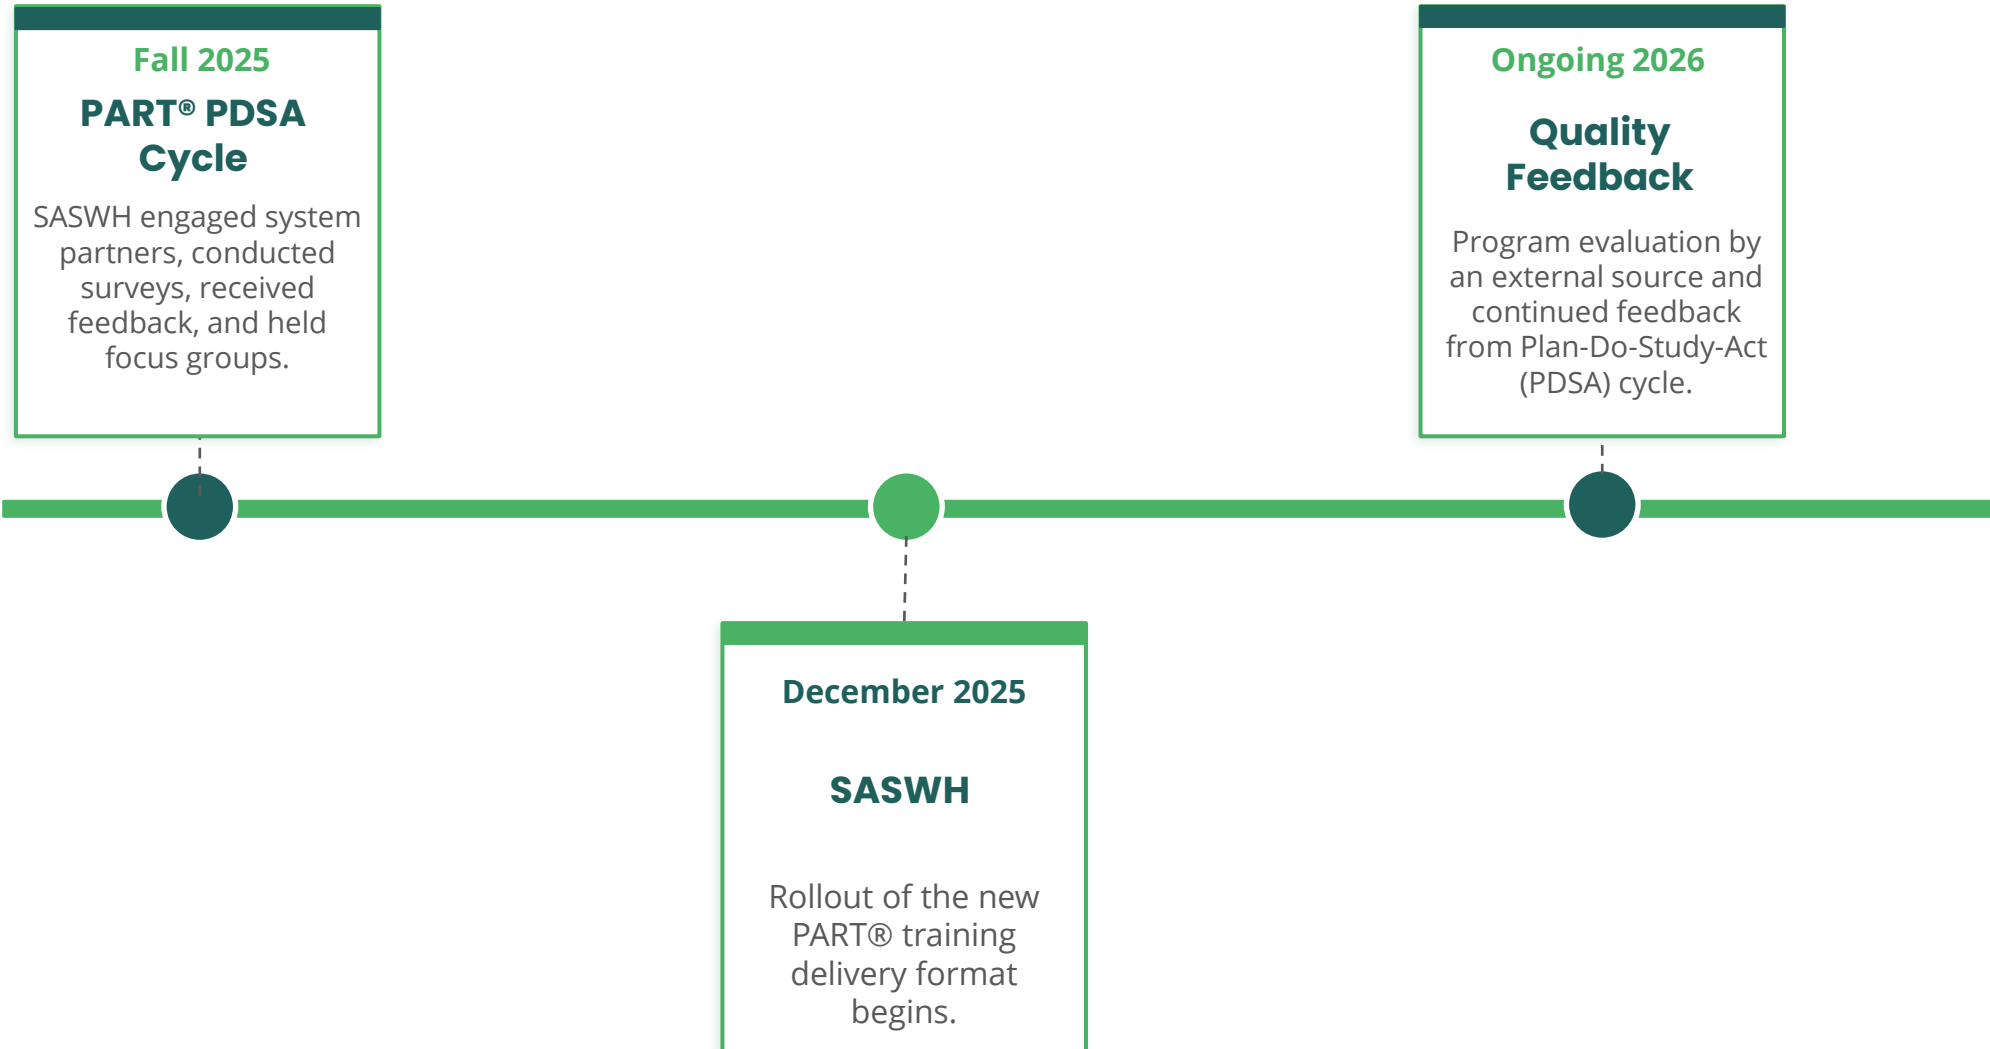 Fall 2025
PART® PDSA
Cycle
SASWH engaged system
partners, conducted
surveys, received
feedback, and held
focus groups.
December 2025
SASWH
Rollout of the new
PART® training
delivery format
begins.
Ongoing 2026
Quality
Feedback
Program evaluation by
an external source and
continued feedback
from Plan-Do-Study-Act
(PDSA) cycle.